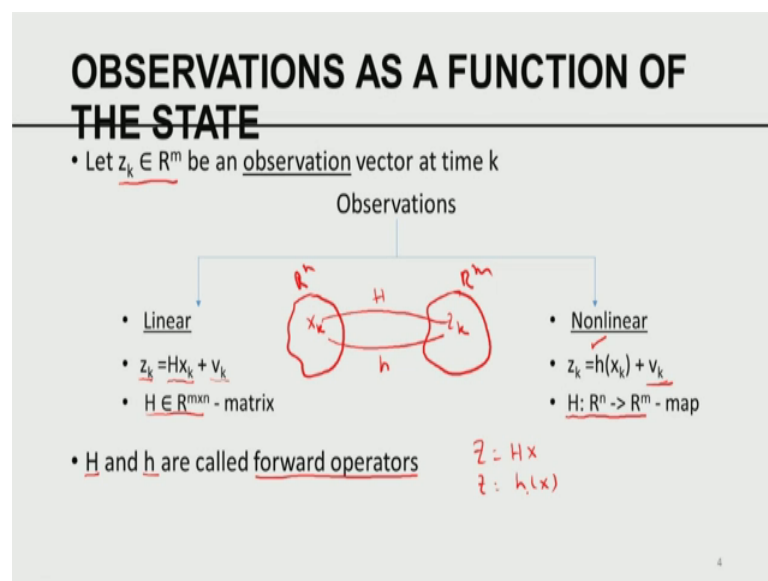 OBSERVATIONS AS A FUNCTION OF
THE STATE
• Let zₖ ∈ Rᵐ be an observation vector at time k
Observations
Rⁿ
Rᵐ
H
xₖ
zₖ
h
• Linear
• zₖ =Hxₖ + vₖ
• H ∈ Rᵐˣⁿ - matrix
• Nonlinear
• zₖ =h(xₖ) + vₖ
• H: Rⁿ -> Rᵐ - map
• H and h are called forward operators
z = Hx
z = h(x)
4